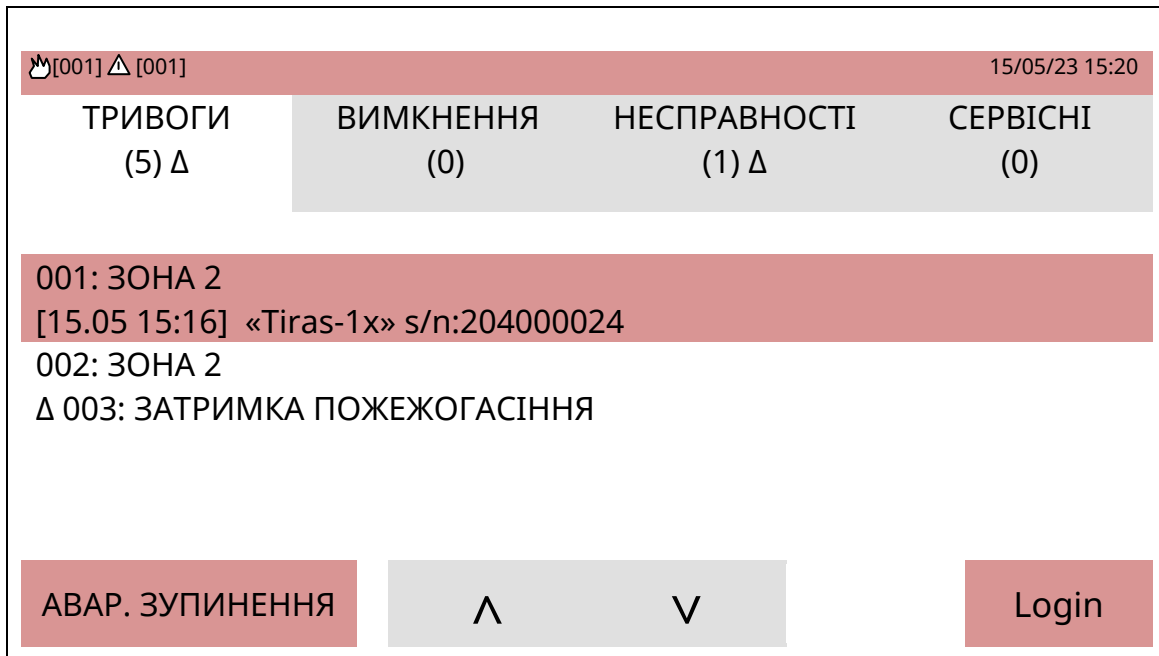 [001] [001] 15/05/23 15:20
ТРИВОГИ ВИМКНЕННЯ НЕСПРАВНОСТІ СЕРВІСНІ
(5) Δ (0) (1) Δ (0)
001: ЗОНА 2
[15.05 15:16] «Tiras-1x» s/n:204000024
002: ЗОНА 2
Δ 003: ЗАТРИМКА ПОЖЕЖОГАСІННЯ
АВАР. ЗУПИНЕННЯ Λ V Login